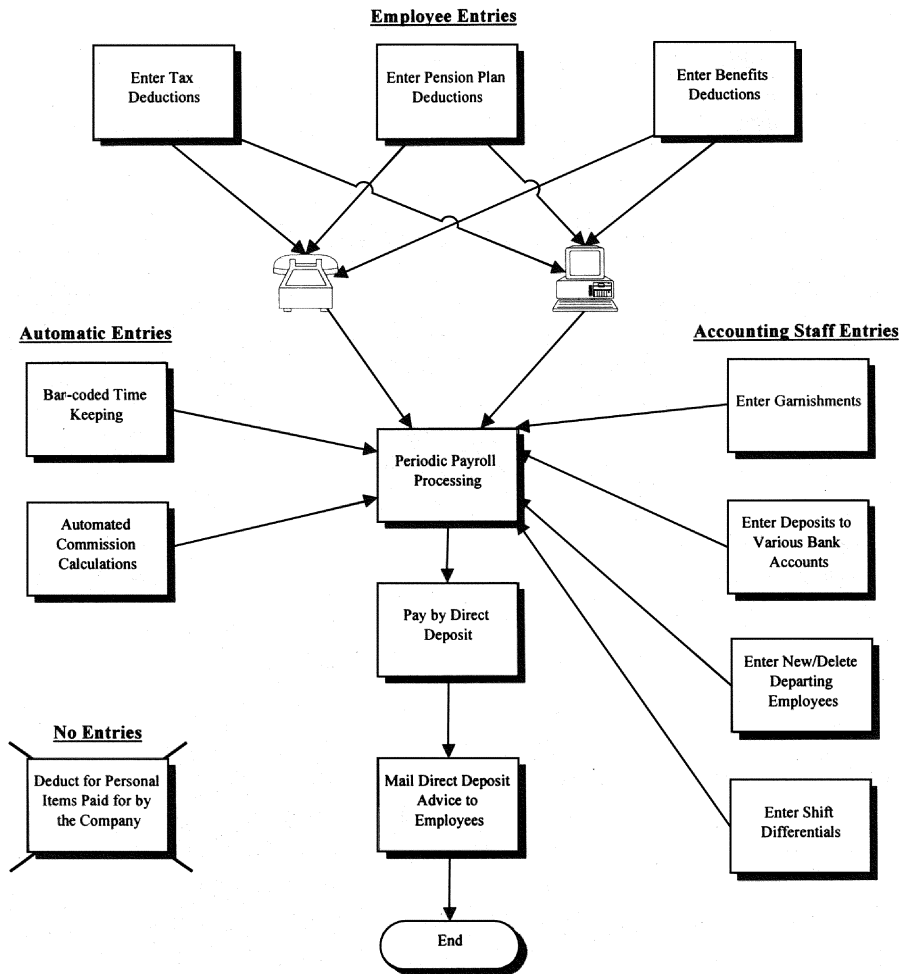 Employee Entries
Enter Tax
Deductions
Enter Pension Plan
Deductions
Enter Benefits
Deductions
Automatic Entries
Accounting Staff Entries
Bar-coded Time
Keeping
Enter Garnishments
Periodic Payroll
Processing
Automated
Commission
Calculations
Enter Deposits to
Various Bank
Accounts
Pay by Direct
Deposit
Enter New/Delete
Departing
Employees
No Entries
Deduct for Personal
Items Paid for by
the Company
Mail Direct Deposit
Advice to
Employees
Enter Shift
Differentials
End